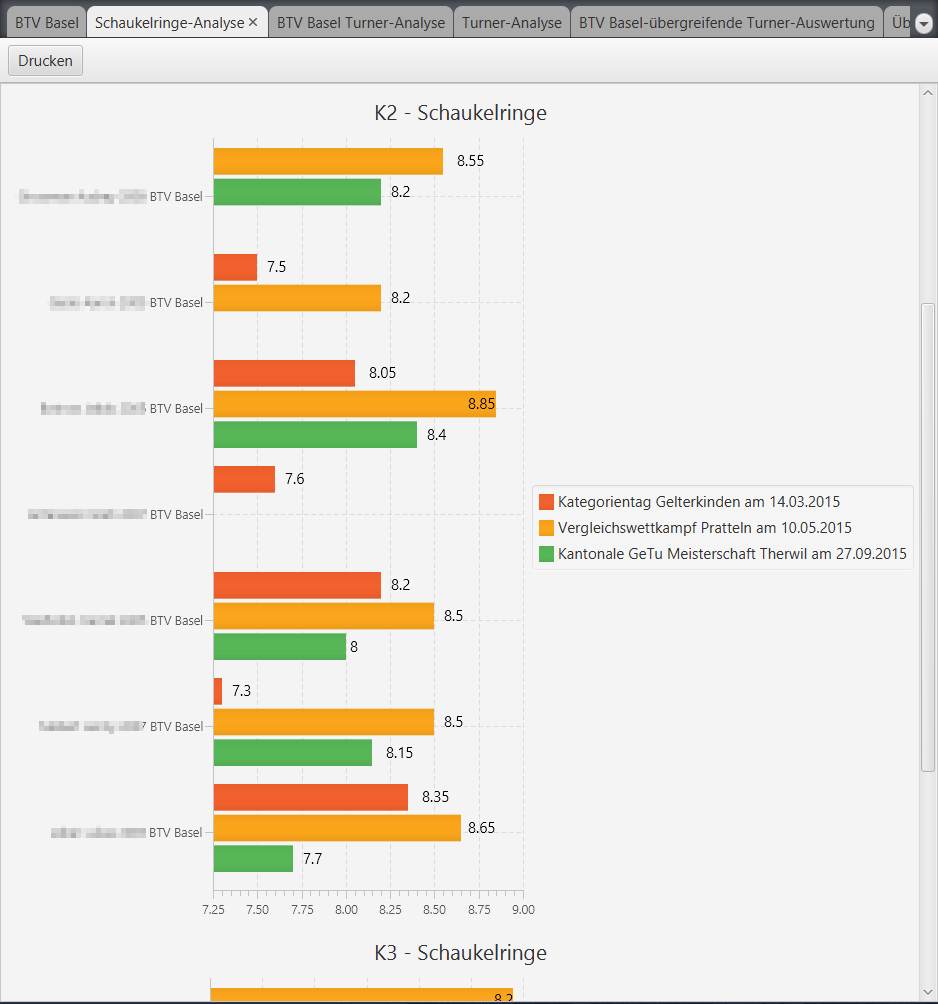 BTV Basel
Schaukelringe-Analyse ×
BTV Basel Turner-Analyse
Turner-Analyse
BTV Basel-übergreifende Turner-Auswertung
Üb
Drucken
K2 - Schaukelringe
8.55
BTV Basel
8.2
7.5
BTV Basel
8.2
8.05
BTV Basel
8.85
8.4
7.6
BTV Basel
Kategorientag Gelterkinden am 14.03.2015
Vergleichswettkampf Pratteln am 10.05.2015
Kantonale GeTu Meisterschaft Therwil am 27.09.2015
8.2
BTV Basel
8.5
8
7.3
BTV Basel
8.5
8.15
8.35
BTV Basel
8.65
7.7
7.25 7.50 7.75 8.00 8.25 8.50 8.75 9.00
K3 - Schaukelringe
8.2